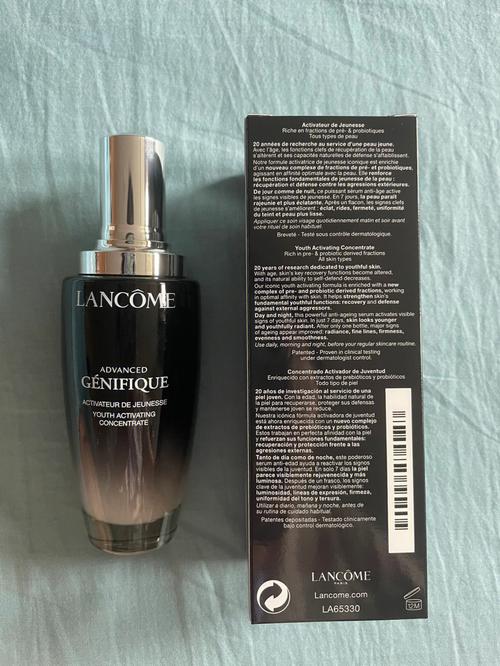 LANCÔME
ADVANCED
GÉNIFIQUE
ACTIVATEUR DE JEUNESSE
YOUTH ACTIVATING
CONCENTRATE
Activateur de Jeunesse
Riche en fractions de pré- & probiotiques
Tous types de peau
20 années de recherche au service d'une peau jeune.
Avec l'âge, les fonctions clefs de récupération de la peau
s'altèrent et ses capacités naturelles de défense s'affaiblissent.
Notre formule activatrice de jeunesse iconique est enrichie
d'un nouveau complexe de fractions de pré- et probiotiques,
agissant en affinité optimale avec la peau. Elle renforce
les fonctions fondamentales de jeunesse de la peau :
récupération et défense contre les agressions extérieures.
De jour comme de nuit, ce puissant sérum anti-âge active
les signes visibles de jeunesse. En 7 jours, la peau paraît
rajeunie et plus éclatante. Après un flacon, les signes clefs
de jeunesse s'améliorent : éclat, rides, fermeté, uniformité
du teint et peau plus lisse.
Appliquer ce soin visage quotidiennement matin et soir avant
votre rituel de soin habituel.
Breveté - Testé sous contrôle dermatologique.
Youth Activating Concentrate
Rich in pre- & probiotic derived fractions
All skin types
20 years of research dedicated to youthful skin.
With age, skin's key recovery functions become altered,
and its natural ability to self-defend decreases.
Our iconic youth activating formula is enriched with a new
complex of pre- and probiotic derived fractions, working
in optimal affinity with skin. It helps strengthen skin's
fundamental youthful functions: recovery and defense
against external aggressors.
Day and night, this powerful anti-ageing serum activates visible
signs of youthful skin. In just 7 days, skin looks younger
and youthfully radiant. After only one bottle, major signs
of ageing appear improved: radiance, fine lines, firmness,
evenness and smoothness.
Use daily, morning and night, before your regular skincare routine.
Patented - Proven in clinical testing
under dermatologist control.
Concentrado Activador de Juventud
Enriquecido con extractos de prebióticos y probióticos
Todo tipo de piel
20 años de investigación al servicio de una
piel joven. Con la edad, la habilidad natural de
la piel para recuperarse, proteger sus defensas
y mantenerse joven se reduce.
Nuestra icónica fórmula activadora de juventud
está ahora enriquecida con un nuevo complejo
de extractos de prebióticos y probióticos.
Estos trabajan en perfecta afinidad con la piel
y refuerzan sus funciones fundamentales:
recuperación y protección frente a las
agresiones externas.
Tanto de día como de noche, este poderoso
serum anti-edad ayuda a reactivar los signos
visibles de la juventud. En solo 7 días la piel
parece visiblemente rejuvenecida y más
luminosa. Después de un frasco, los signos
clave de la juventud mejoran visiblemente:
luminosidad, líneas de expresión, firmeza,
uniformidad del tono y tersura.
Utilizar a diario, mañana y noche, antes de
su rutina de cuidado habitual.
Patentes depositadas - Testado clínicamente
bajo control dermatológico.
LANCÔME
PARIS
Lancome.com
LA65330
12M